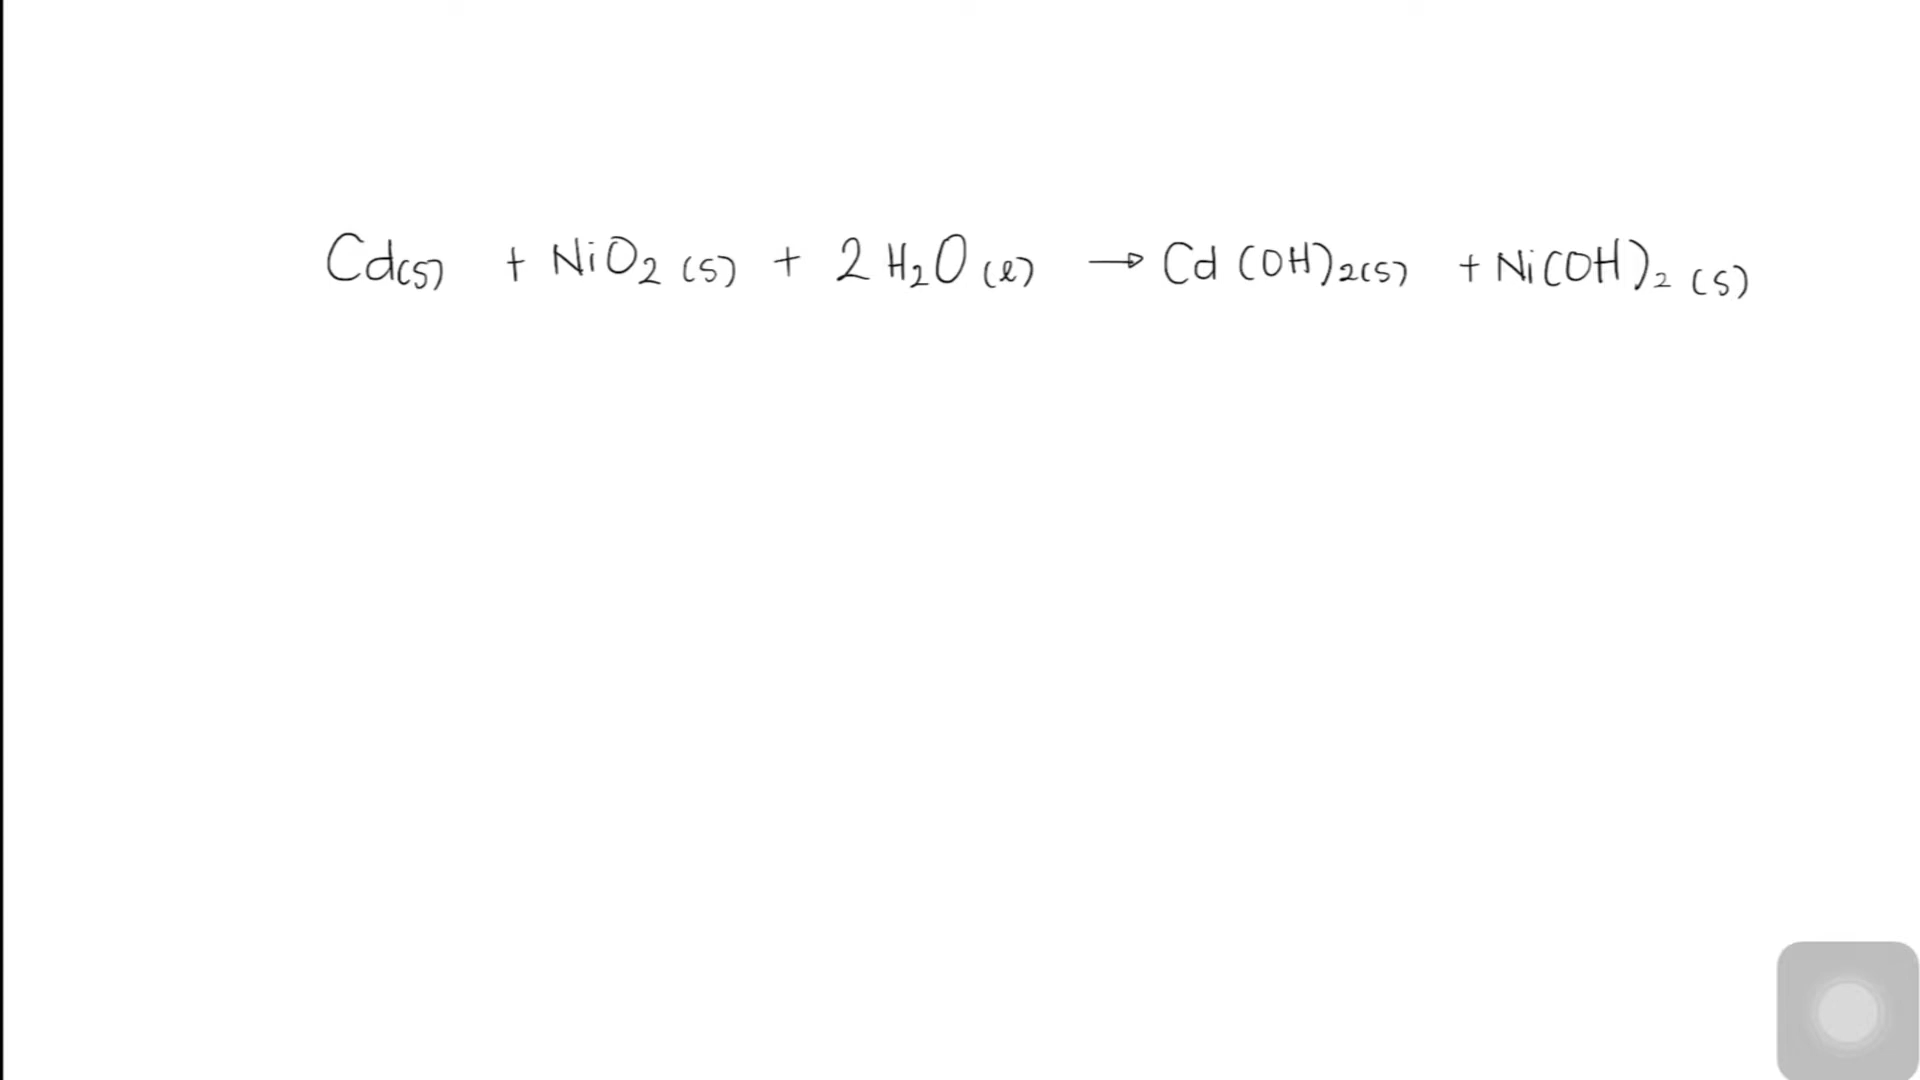 Cd(s) + NiO₂ (s) + 2 H₂O (l) → Cd (OH)₂(s) + Ni(OH)₂ (s)